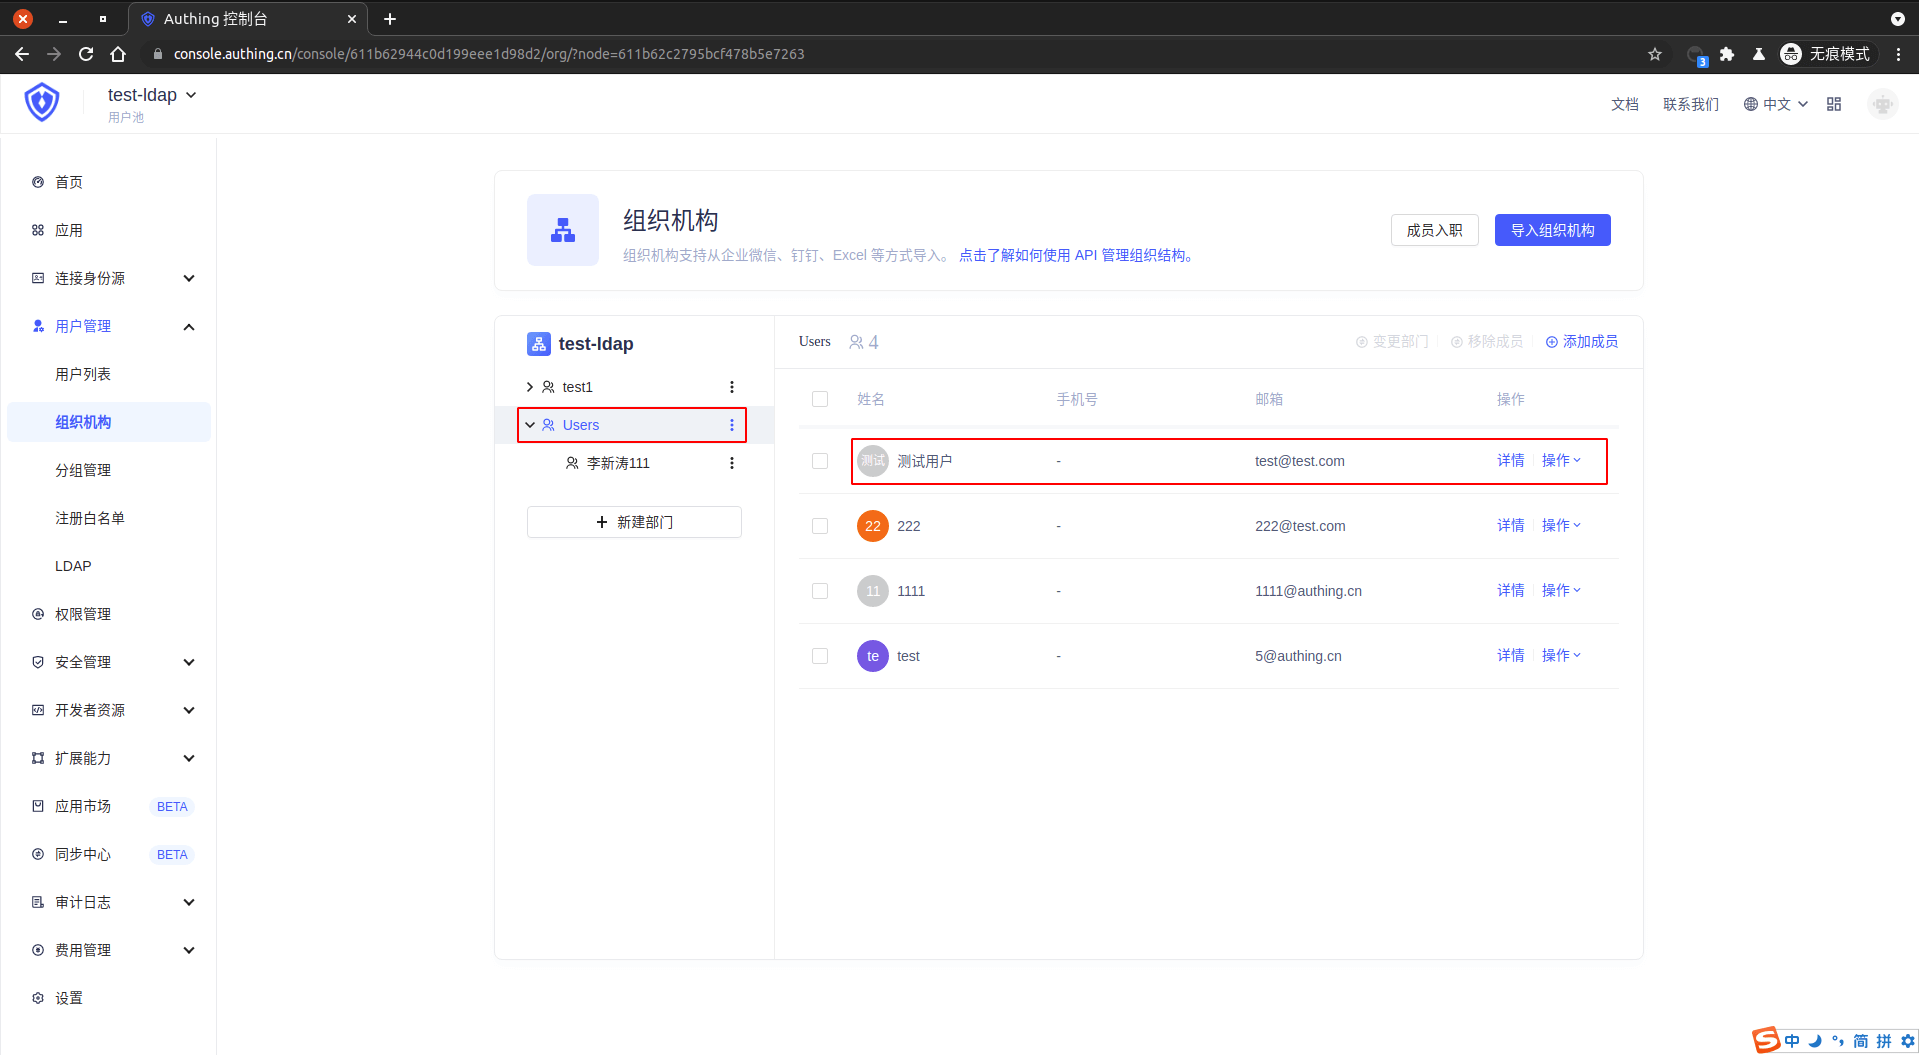 Authing 控制台
console.authing.cn/console/611b62944c0d199eee1d98d2/org/?node=611b62c2795bcf478b5e7263
3
无痕模式
test-ldap
用户池
文档
联系我们
中文
首页
应用
连接身份源
用户管理
用户列表
组织机构
分组管理
注册白名单
LDAP
权限管理
安全管理
开发者资源
扩展能力
应用市场 BETA
同步中心 BETA
审计日志
费用管理
设置
组织机构
组织机构支持从企业微信、钉钉、Excel 等方式导入。 点击了解如何使用 API 管理组织结构。
成员入职
导入组织机构
test-ldap
test1
Users
李新涛111
新建部门
Users 4
变更部门
移除成员
添加成员
姓名 手机号 邮箱 操作
测试 测试用户 - test@test.com 详情 操作
22 222 - 222@test.com 详情 操作
11 1111 - 1111@authing.cn 详情 操作
te test - 5@authing.cn 详情 操作
S 中 简 拼